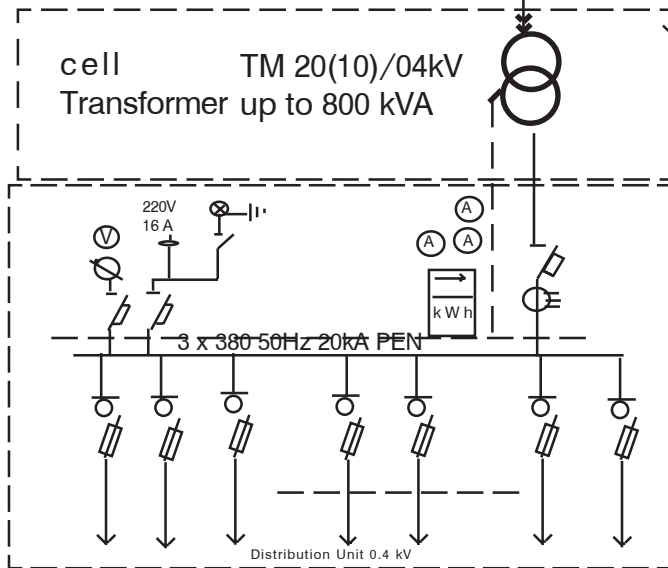 cell TM 20(10)/04kV
Transformer up to 800 kVA
220V
16 A
V
A
A A
kWh
3 x 380 50Hz 20kA PEN
Distribution Unit 0.4 kV